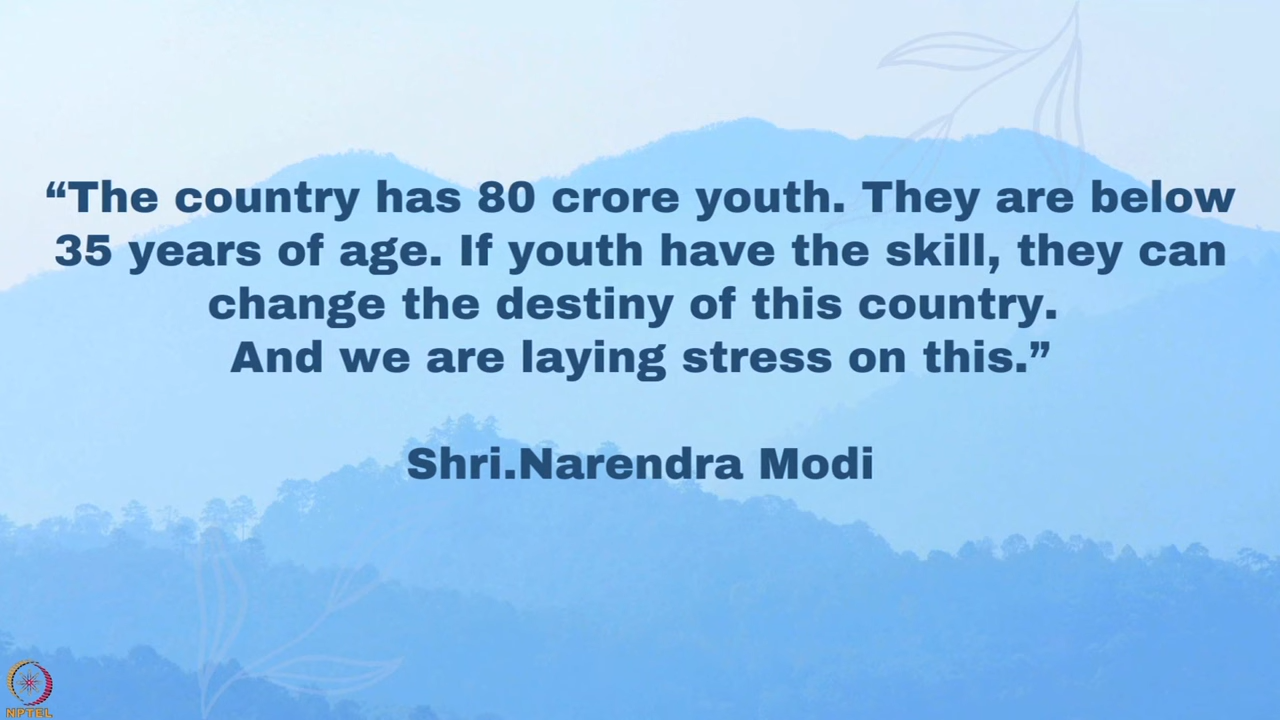 “The country has 80 crore youth. They are below
35 years of age. If youth have the skill, they can
change the destiny of this country.
And we are laying stress on this.”
Shri.Narendra Modi
NPTEL